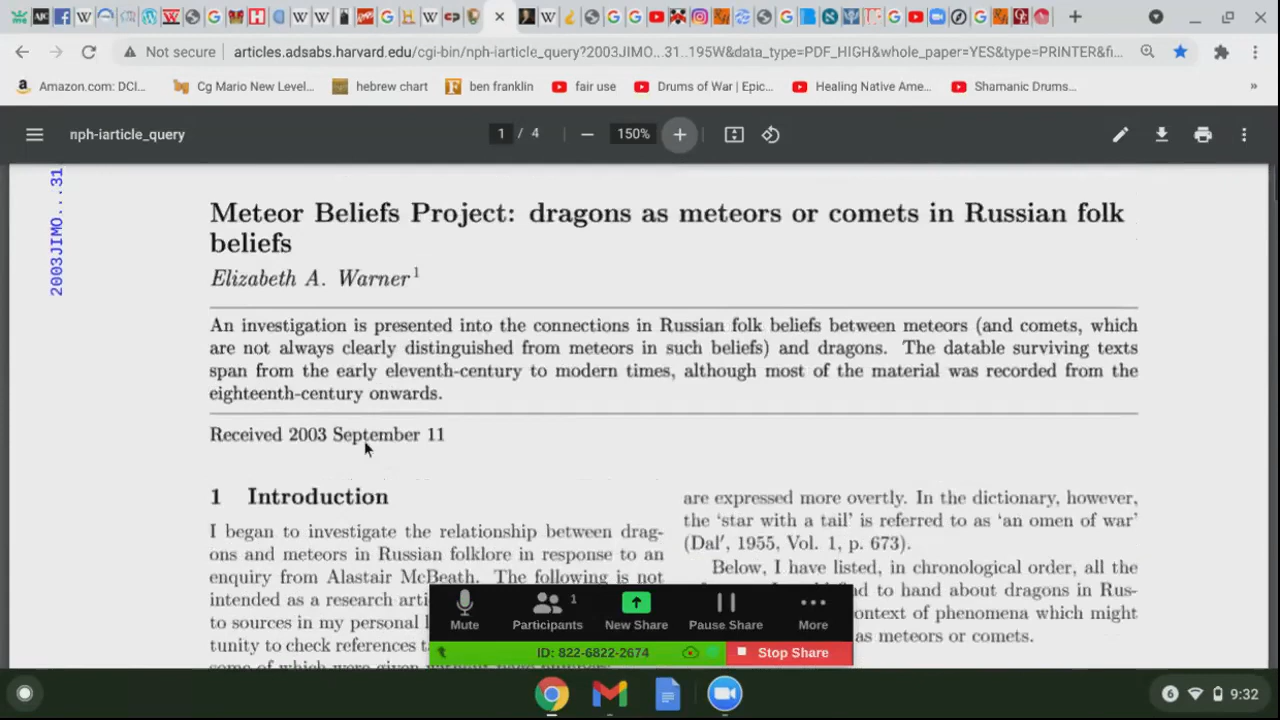 Not secure
articles.adsabs.harvard.edu/cgi-bin/nph-iarticle_query?2003JIMO...31..195W&data_type=PDF_HIGH&whole_paper=YES&type=PRINTER&fi...
Amazon.com: DCI...
Cg Mario New Level...
hebrew chart
ben franklin
fair use
Drums of War | Epic...
Healing Native Ame...
Shamanic Drums...
»
nph-iarticle_query
1 / 4
150%
2003JIMO...31
Meteor Beliefs Project: dragons as meteors or comets in Russian folk
beliefs
Elizabeth A. Warner 1
An investigation is presented into the connections in Russian folk beliefs between meteors (and comets, which
are not always clearly distinguished from meteors in such beliefs) and dragons. The datable surviving texts
span from the early eleventh-century to modern times, although most of the material was recorded from the
eighteenth-century onwards.
Received 2003 September 11
1 Introduction
I began to investigate the relationship between drag-
ons and meteors in Russian folklore in response to an
enquiry from Alastair McBeath. The following is not
intended as a research arti
to sources in my personal l
tunity to check references t
are expressed more overtly. In the dictionary, however,
the ‘star with a tail’ is referred to as ‘an omen of war’
(Dal′, 1955, Vol. 1, p. 673).
Below, I have listed, in chronological order, all the
nd to hand about dragons in Rus-
ontext of phenomena which might
as meteors or comets.
Mute
Participants
1
New Share
Pause Share
More
ID: 822-6822-2674
Stop Share
6
9:32